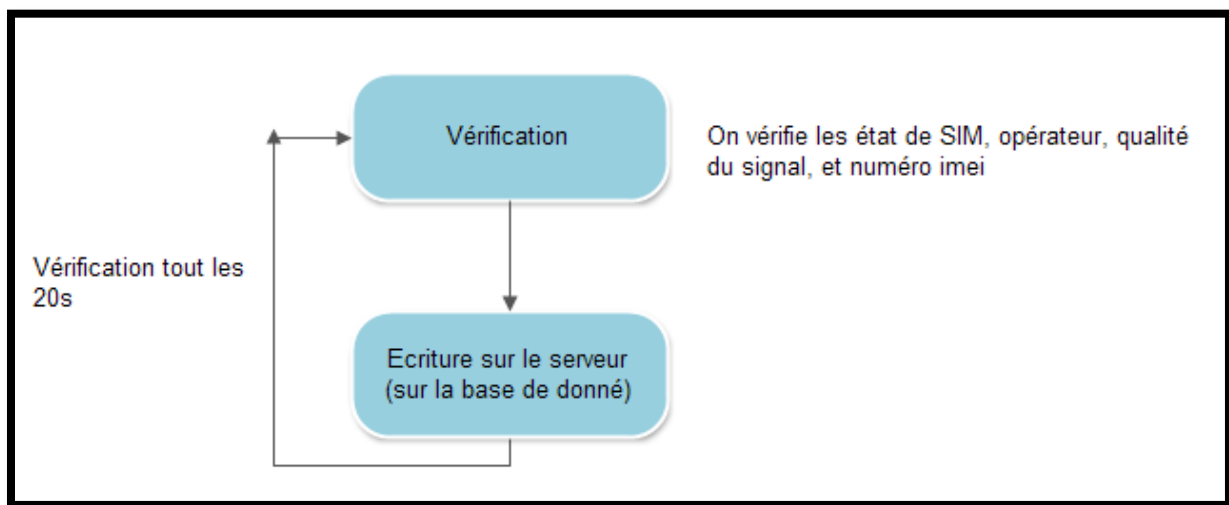 Vérification
On vérifie les état de SIM, opérateur, qualité
du signal, et numéro imei
Vérification tout les
20s
Ecriture sur le serveur
(sur la base de donné)